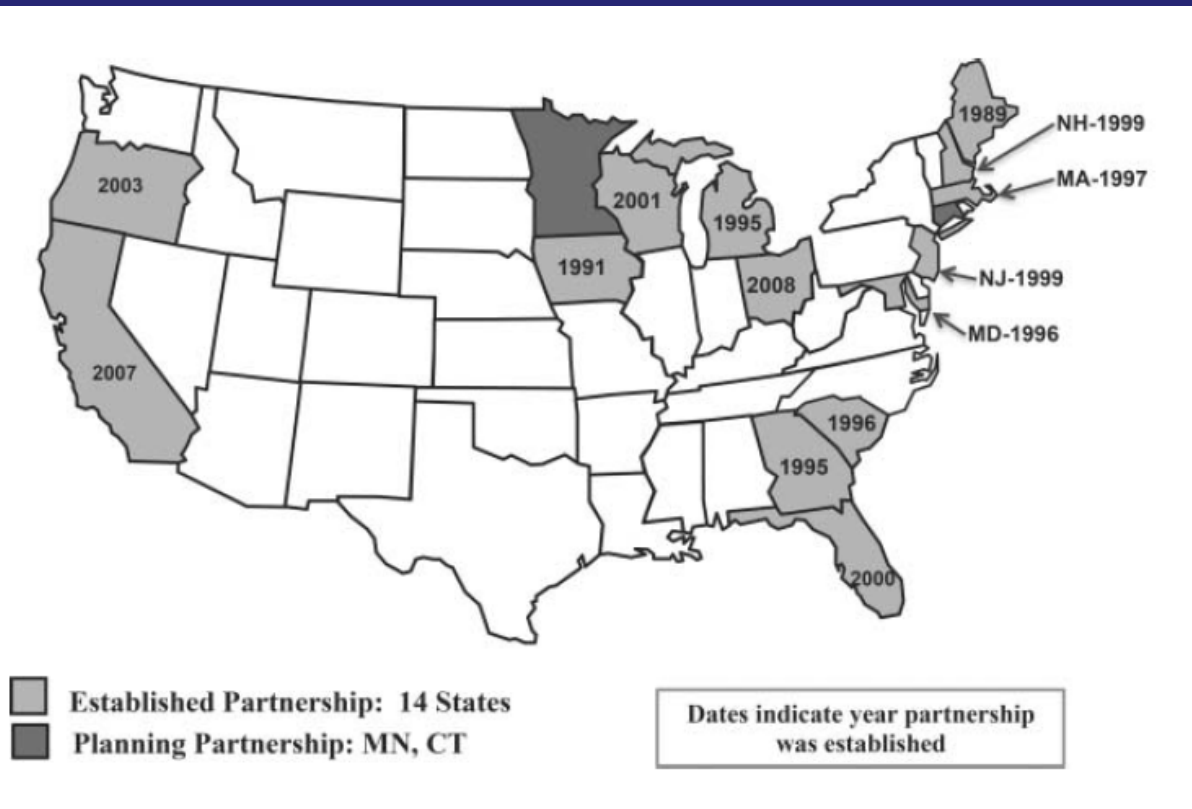 1989
NH-1999
MA-1997
2003
2001
1995
1991
2008
NJ-1999
MD-1996
2007
1996
1995
2000
Established Partnership: 14 States
Planning Partnership: MN, CT
Dates indicate year partnership
was established